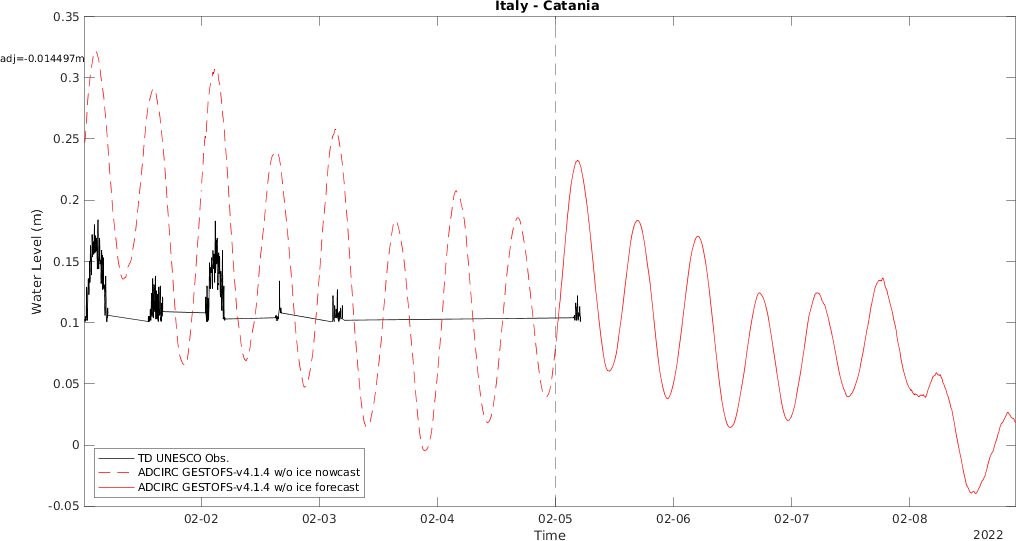 Italy - Catania
adj=-0.014497m
0.35
0.3
0.25
0.2
0.15
0.1
0.05
0
-0.05
Water Level (m)
TD UNESCO Obs.
ADCIRC GESTOFS-v4.1.4 w/o ice nowcast
ADCIRC GESTOFS-v4.1.4 w/o ice forecast
02-02 02-03 02-04 02-05 02-06 02-07 02-08
Time
2022